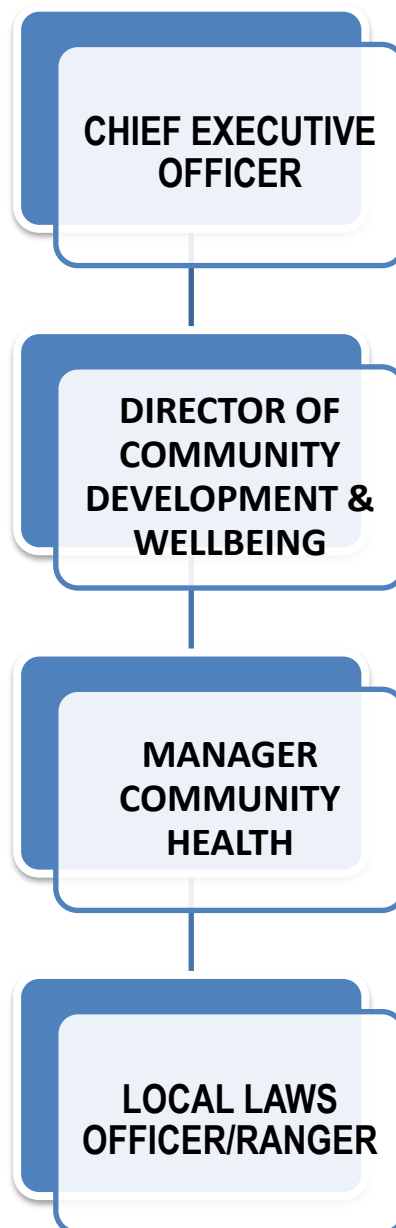 CHIEF EXECUTIVE
OFFICER
DIRECTOR OF
COMMUNITY
DEVELOPMENT &
WELLBEING
MANAGER
COMMUNITY
HEALTH
LOCAL LAWS
OFFICER/RANGER